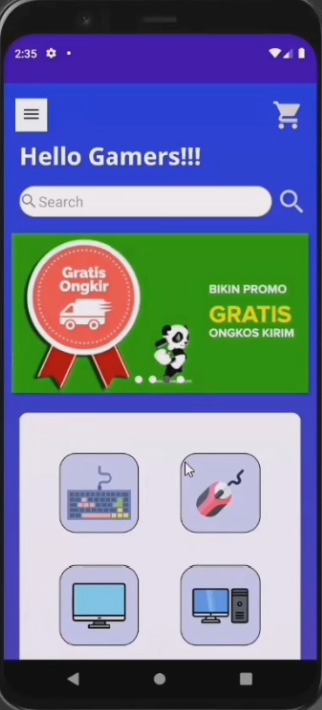 2:35
Hello Gamers!!!
Search
Gratis
Ongkir
BIKIN PROMO
GRATIS
ONGKOS KIRIM